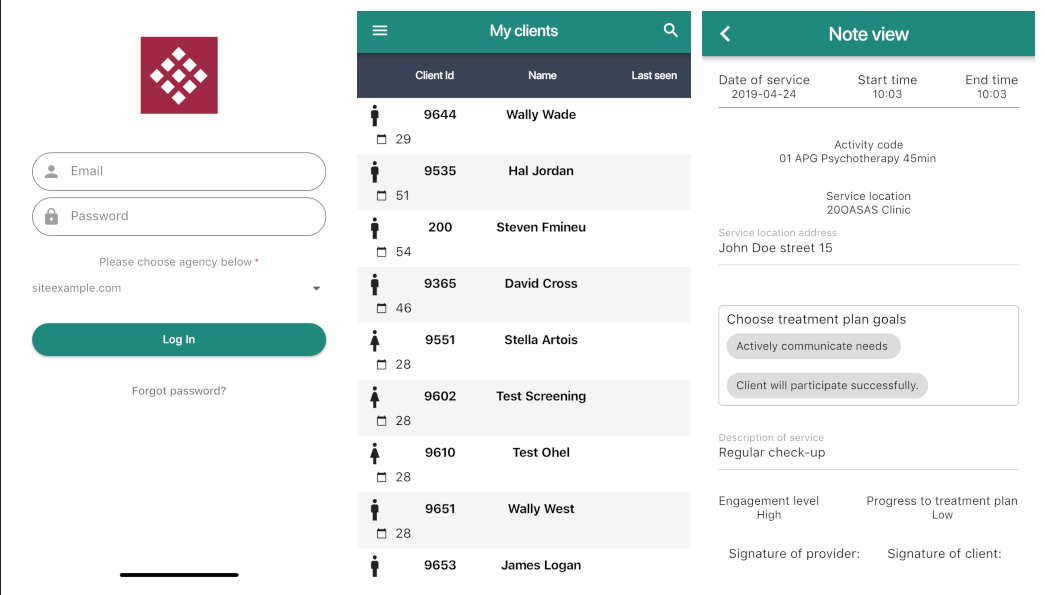 Email
Password
Please choose agency below *
siteexample.com
Log In
Forgot password?
My clients
Client Id Name Last seen
9644 Wally Wade
29
9535 Hal Jordan
51
200 Steven Fmineu
54
9365 David Cross
46
9551 Stella Artois
28
9602 Test Screening
28
9610 Test Ohel
28
9651 Wally West
28
9653 James Logan
Note view
Date of service Start time End time
2019-04-24 10:03 10:03
Activity code
01 APG Psychotherapy 45min
Service location
20OASAS Clinic
Service location address
John Doe street 15
Choose treatment plan goals
Actively communicate needs
Client will participate successfully.
Description of service
Regular check-up
Engagement level Progress to treatment plan
High Low
Signature of provider: Signature of client: